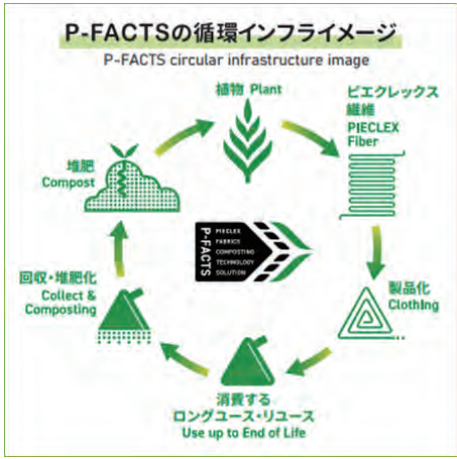 P-FACTSの循環インフライメージ
P-FACTS circular infrastructure image
植物 Plant
ピエクレックス
繊維
PIECLEX
Fiber
製品化
Clothing
消費する
ロングユース・リユース
Use up to End of Life
回収・堆肥化
Collect &
Composting
堆肥
Compost
P-FACTS
PIECLEX
FABRICS
COMPOSTING
TECHNOLOGY
SOLUTION